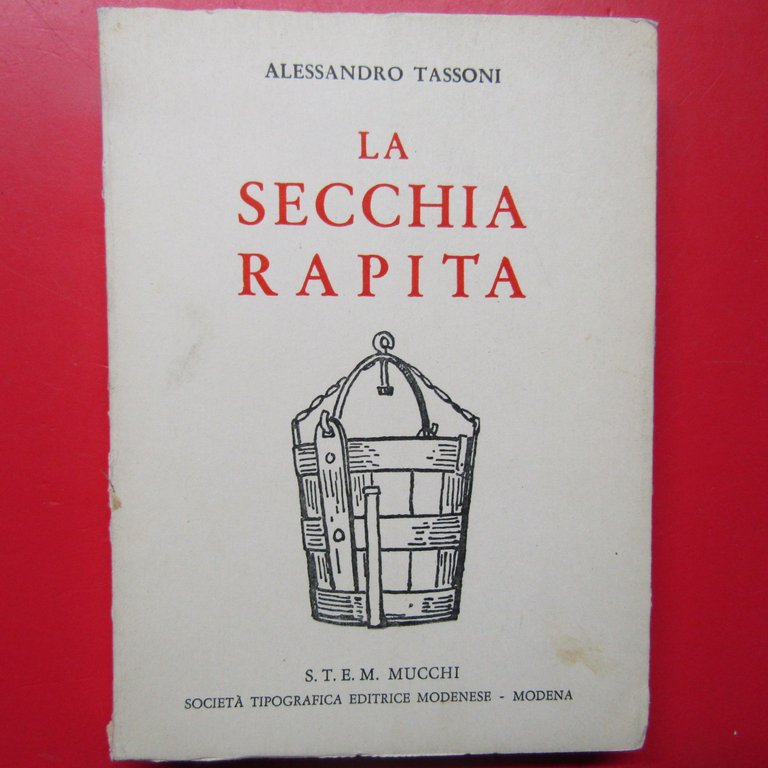 ALESSANDRO TASSONI
LA
SECCHIA
RAPITA
S. T. E. M. MUCCHI
SOCIETÀ TIPOGRAFICA EDITRICE MODENESE - MODENA